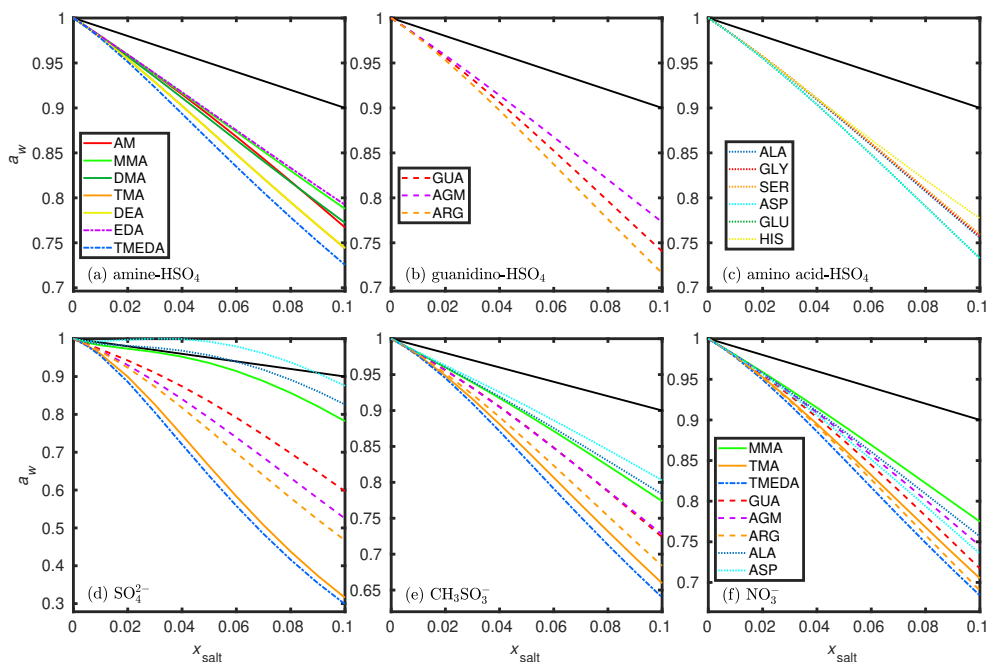 1
0.95
0.9
0.85
0.8
0.75
0.7
a_w
AM
MMA
DMA
TMA
DEA
EDA
TMEDA
(a) amine-HSO₄
0 0.02 0.04 0.06 0.08 0.1
1
0.95
0.9
0.85
0.8
0.75
0.7
GUA
AGM
ARG
(b) guanidino-HSO₄
0 0.02 0.04 0.06 0.08 0.1
1
0.95
0.9
0.85
0.8
0.75
0.7
ALA
GLY
SER
ASP
GLU
HIS
(c) amino acid-HSO₄
0 0.02 0.04 0.06 0.08 0.1
1
0.9
0.8
0.7
0.6
0.5
0.4
0.3
a_w
(d) SO₄²⁻
0 0.02 0.04 0.06 0.08 0.1
x_salt
1
0.95
0.9
0.85
0.8
0.75
0.7
0.65
(e) CH₃SO₃⁻
0 0.02 0.04 0.06 0.08 0.1
x_salt
1
0.95
0.9
0.85
0.8
0.75
0.7
MMA
TMA
TMEDA
GUA
AGM
ARG
ALA
ASP
(f) NO₃⁻
0 0.02 0.04 0.06 0.08 0.1
x_salt